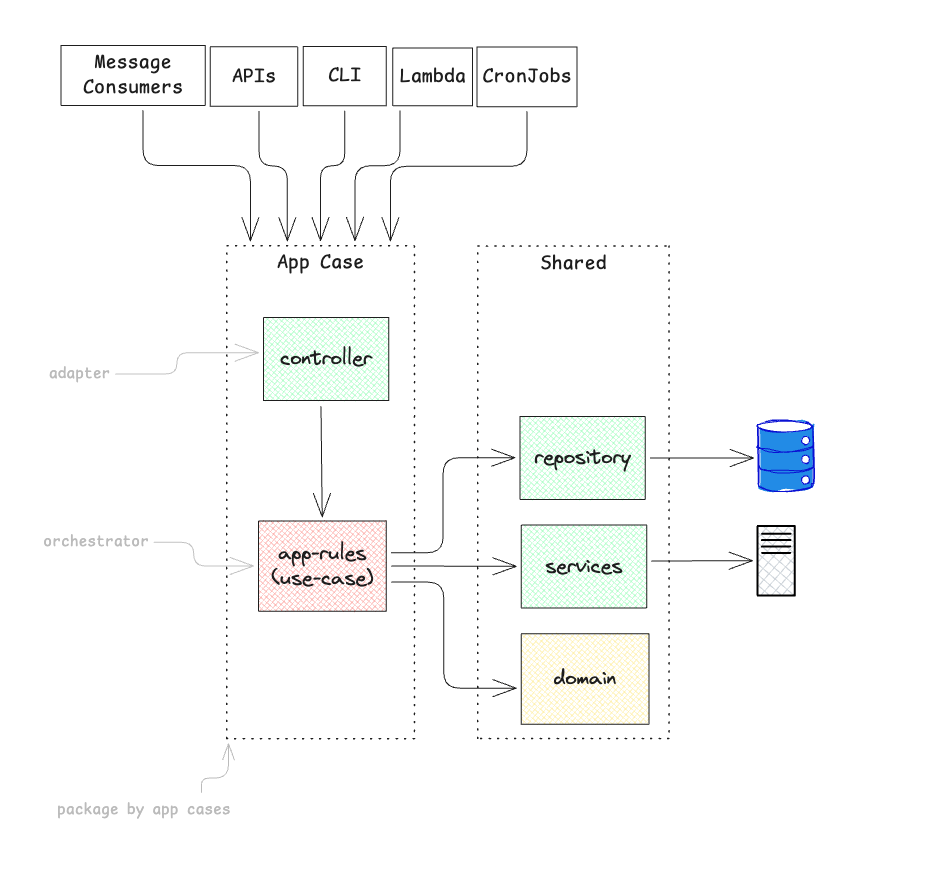 Message
Consumers
APIs
CLI
Lambda
CronJobs
App Case
Shared
controller
adapter
repository
orchestrator
app-rules
(use-case)
services
domain
package by app cases